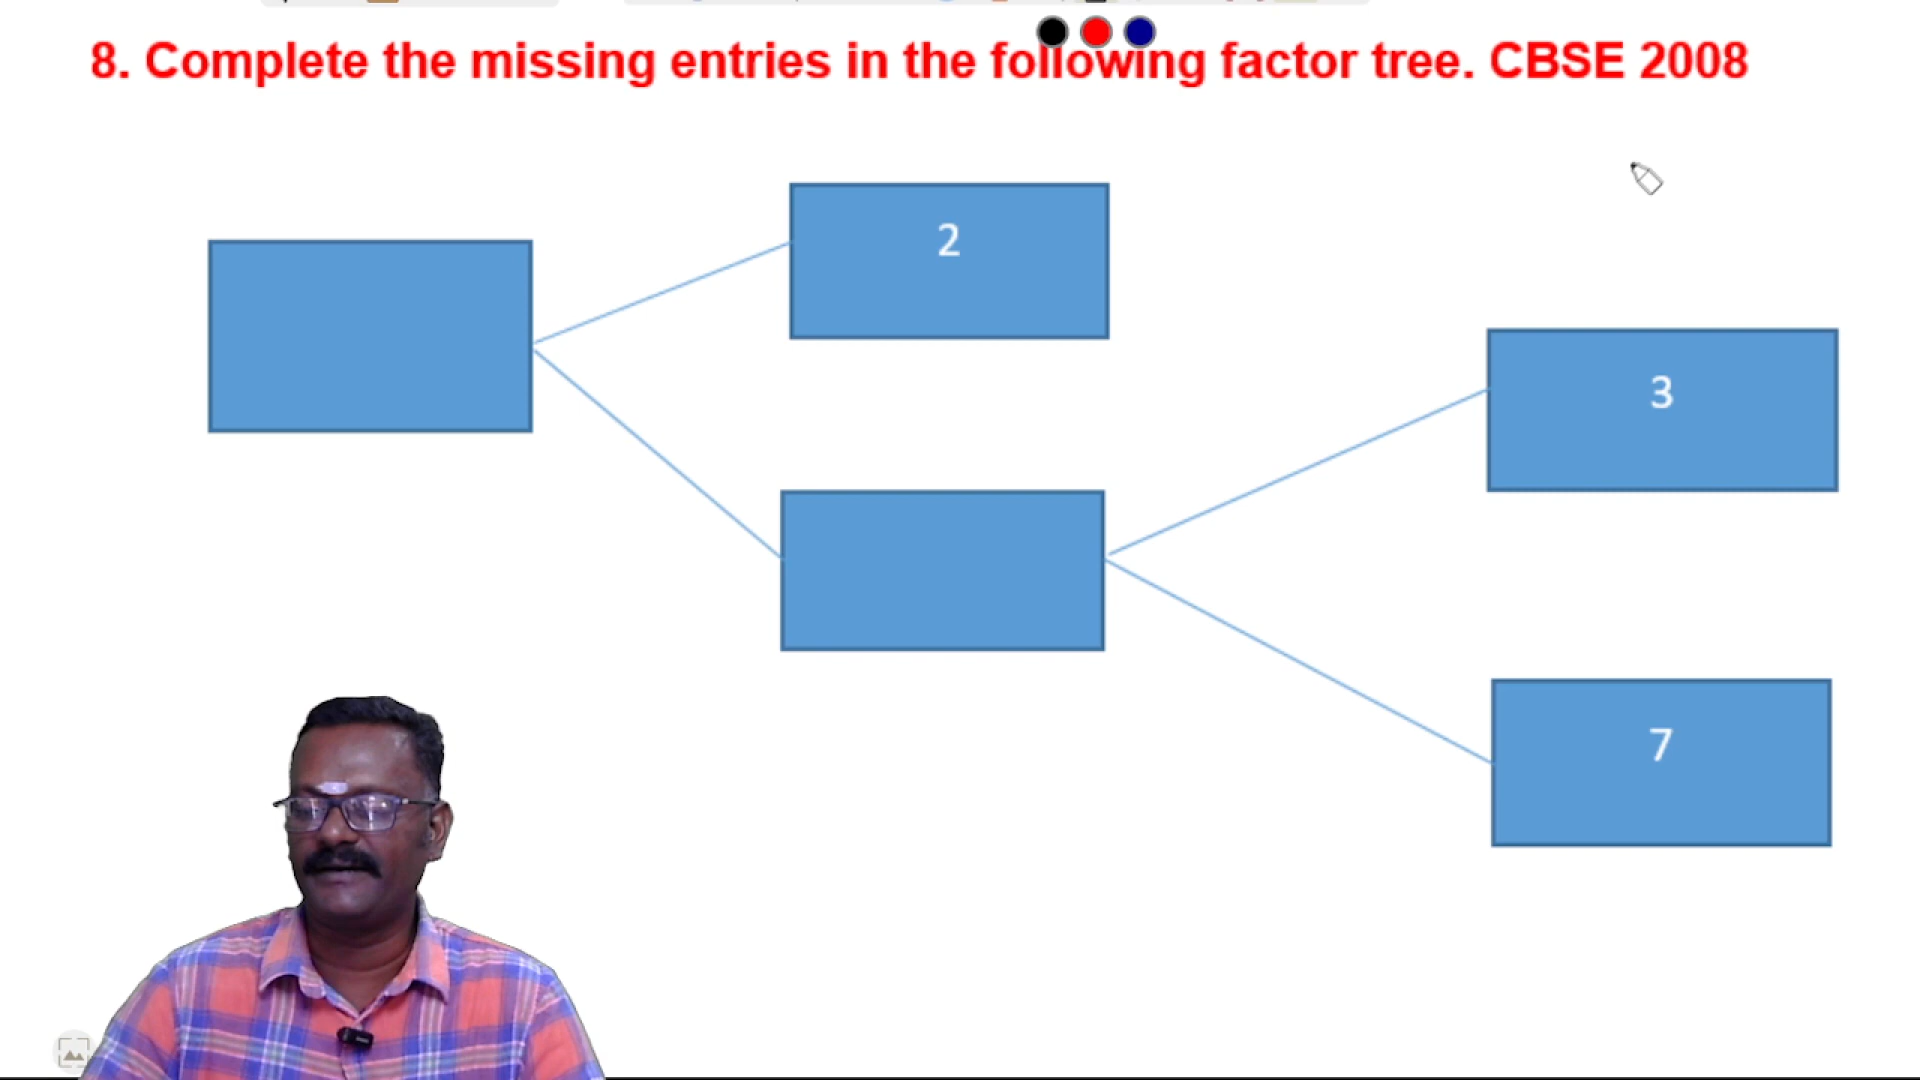 8. Complete the missing entries in the following factor tree. CBSE 2008
2
3
7